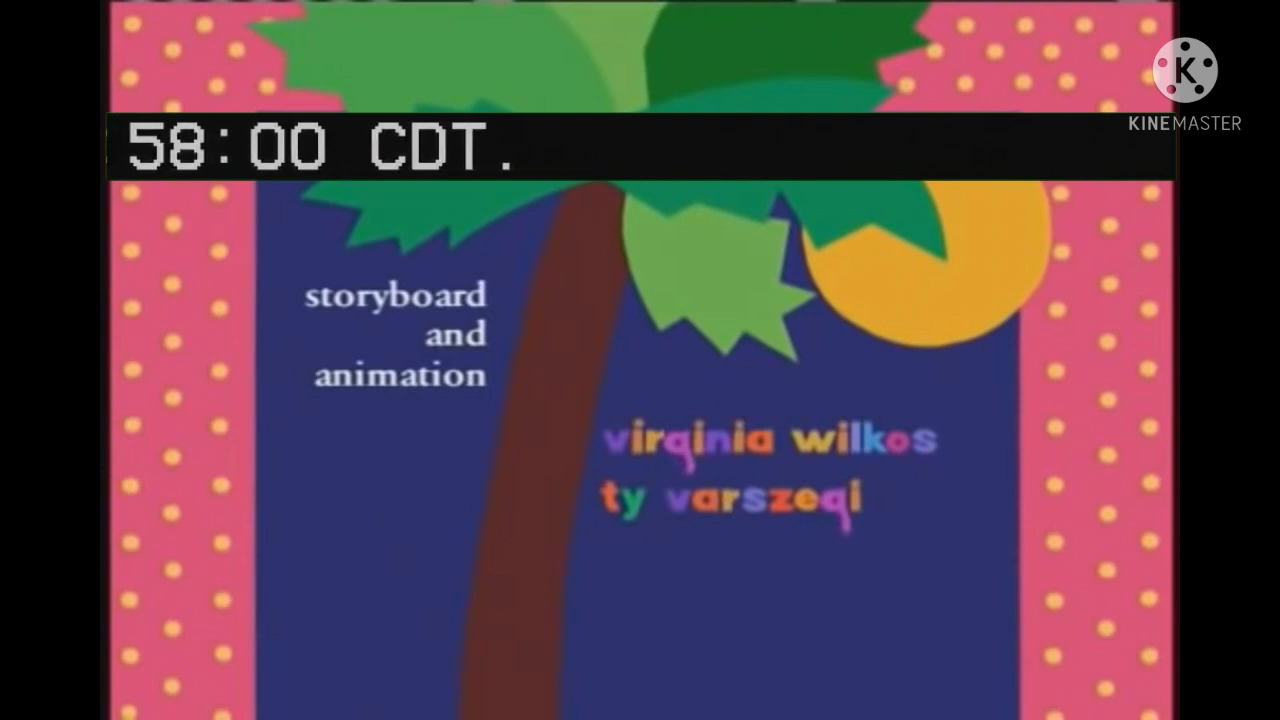 58:00 CDT.
K
KINEMASTER
storyboard
and
animation
virginia wilkos
ty varszegi